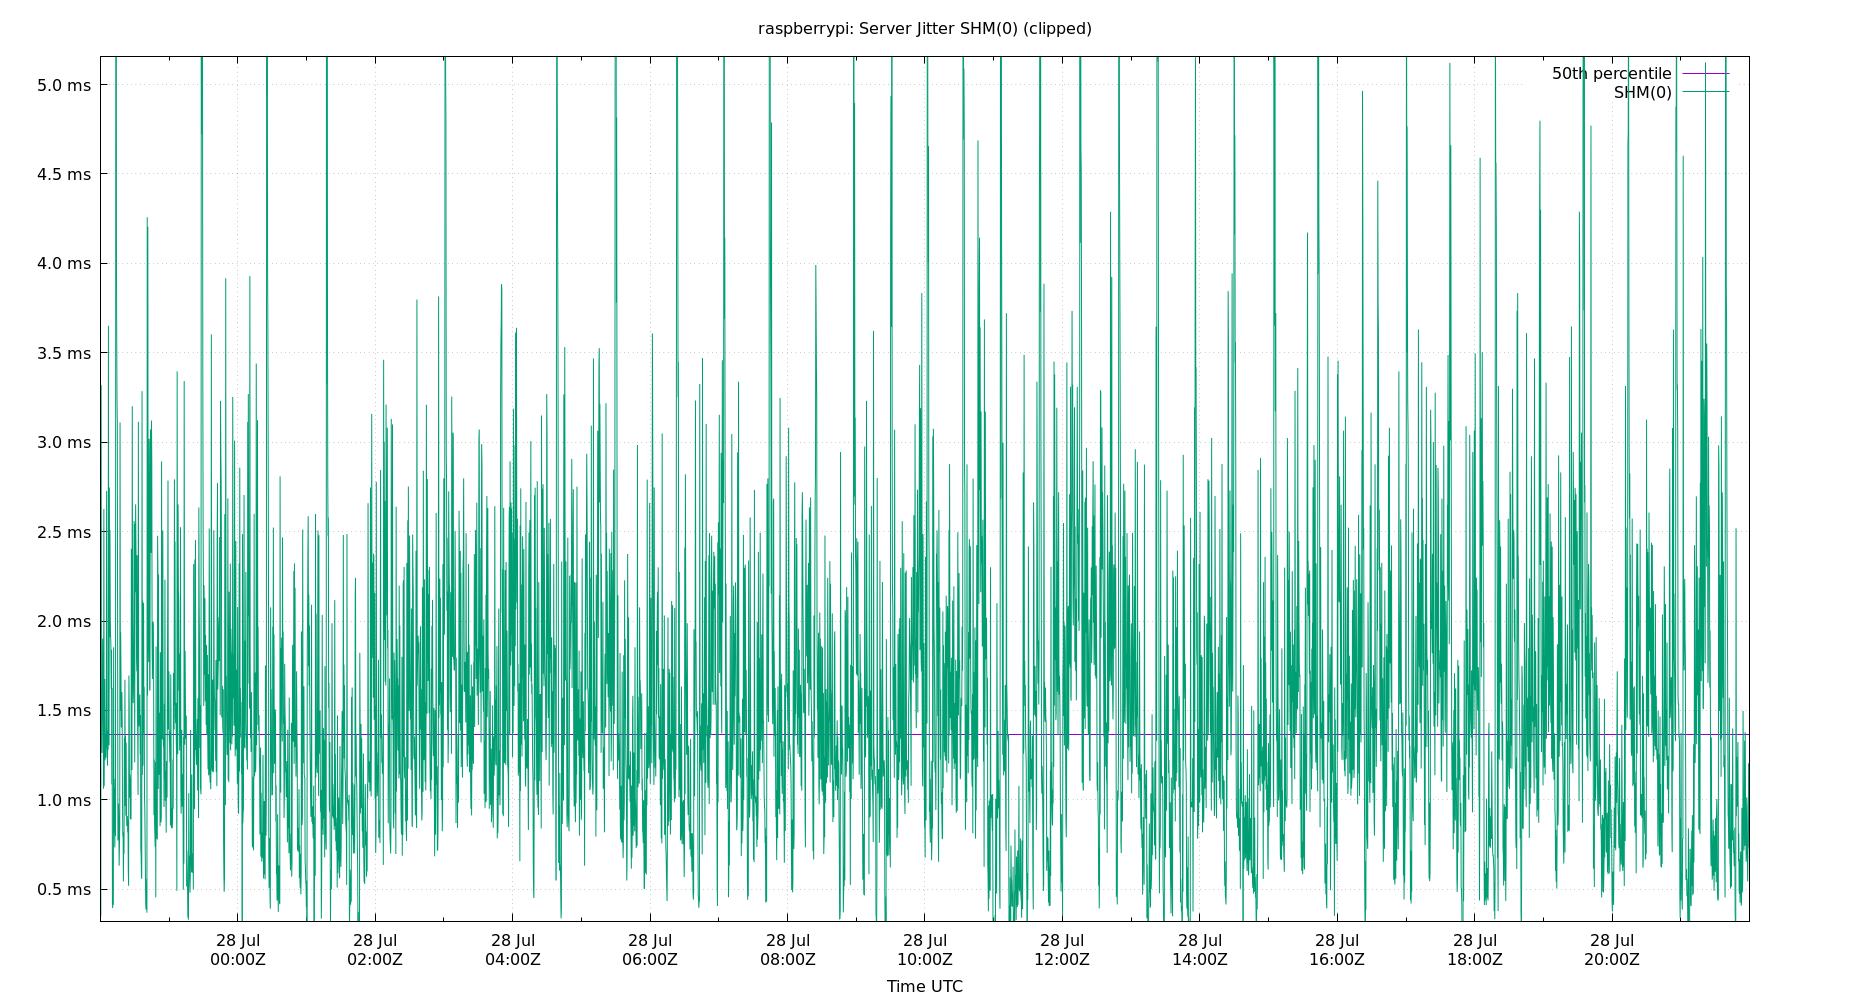 raspberrypi: Server Jitter SHM(0) (clipped)
50th percentile
SHM(0)
5.0 ms
4.5 ms
4.0 ms
3.5 ms
3.0 ms
2.5 ms
2.0 ms
1.5 ms
1.0 ms
0.5 ms
28 Jul 28 Jul 28 Jul 28 Jul 28 Jul 28 Jul 28 Jul 28 Jul 28 Jul 28 Jul 28 Jul
00:00Z 02:00Z 04:00Z 06:00Z 08:00Z 10:00Z 12:00Z 14:00Z 16:00Z 18:00Z 20:00Z
Time UTC